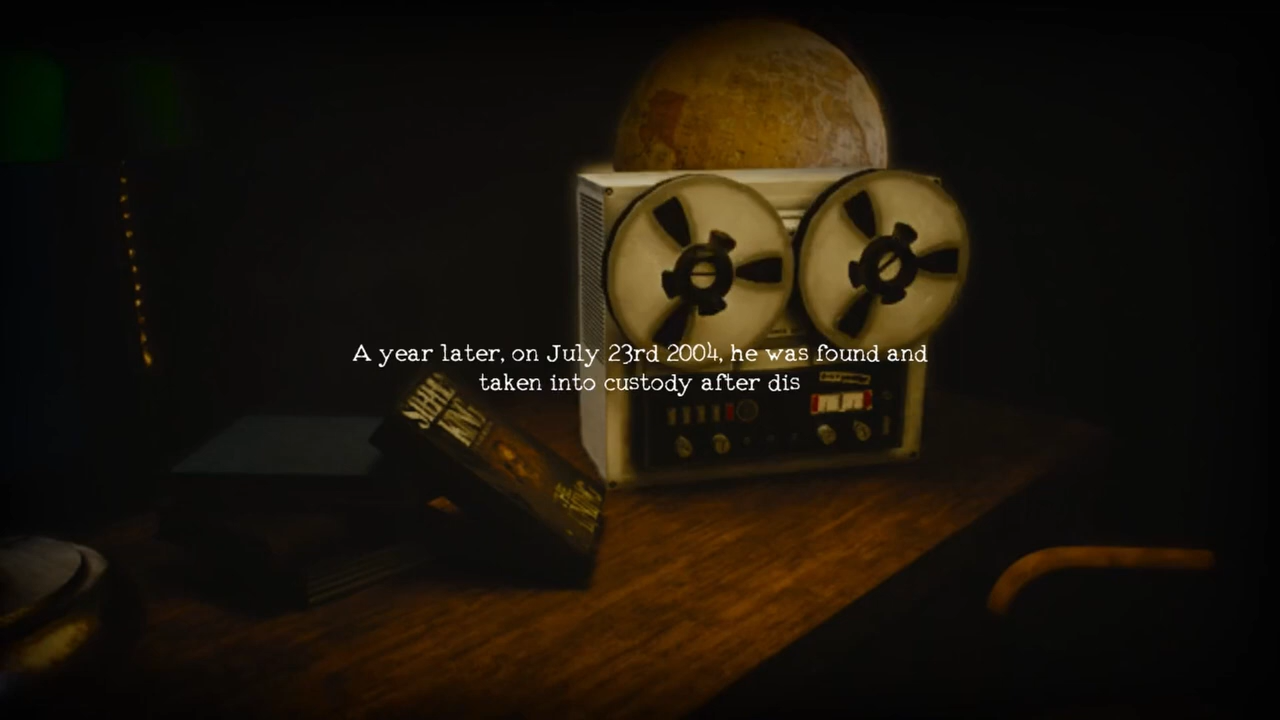 A year later, on July 23rd 2004, he was found and
taken into custody after dis